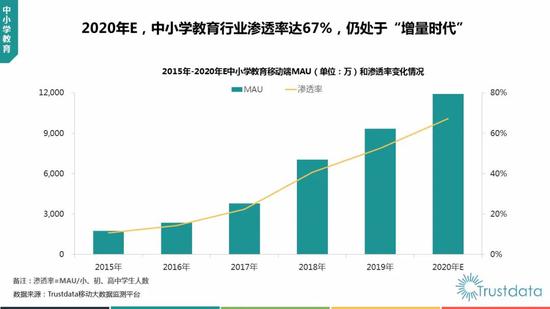 中小学教育
2020年E，中小学教育行业渗透率达67%，仍处于“增量时代”
2015年-2020年E中小学教育移动端MAU（单位：万）和渗透率变化情况
MAU 渗透率
12,000 80%
9,000 60%
6,000 40%
3,000 20%
0 0%
2015年 2016年 2017年 2018年 2019年 2020年E
备注：渗透率=MAU/小、初、高中学生人数
数据来源：Trustdata移动大数据监测平台
Trustdata